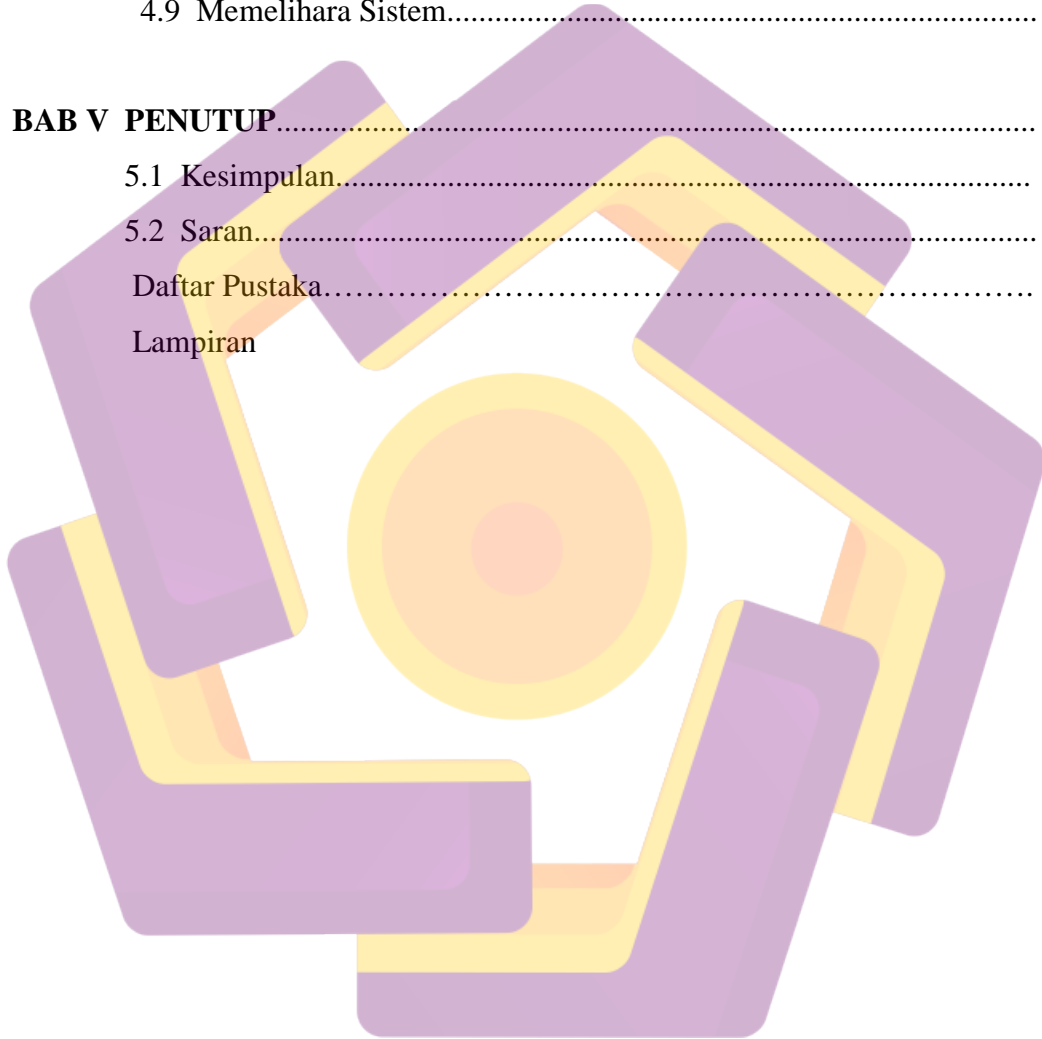 4.9 Memelihara Sistem..........................................................................................
BAB V PENUTUP..................................................................................................
5.1 Kesimpulan.........................................................................................................
5.2 Saran......................................................................................................................
Daftar Pustaka……………………………………………………………………….
Lampiran